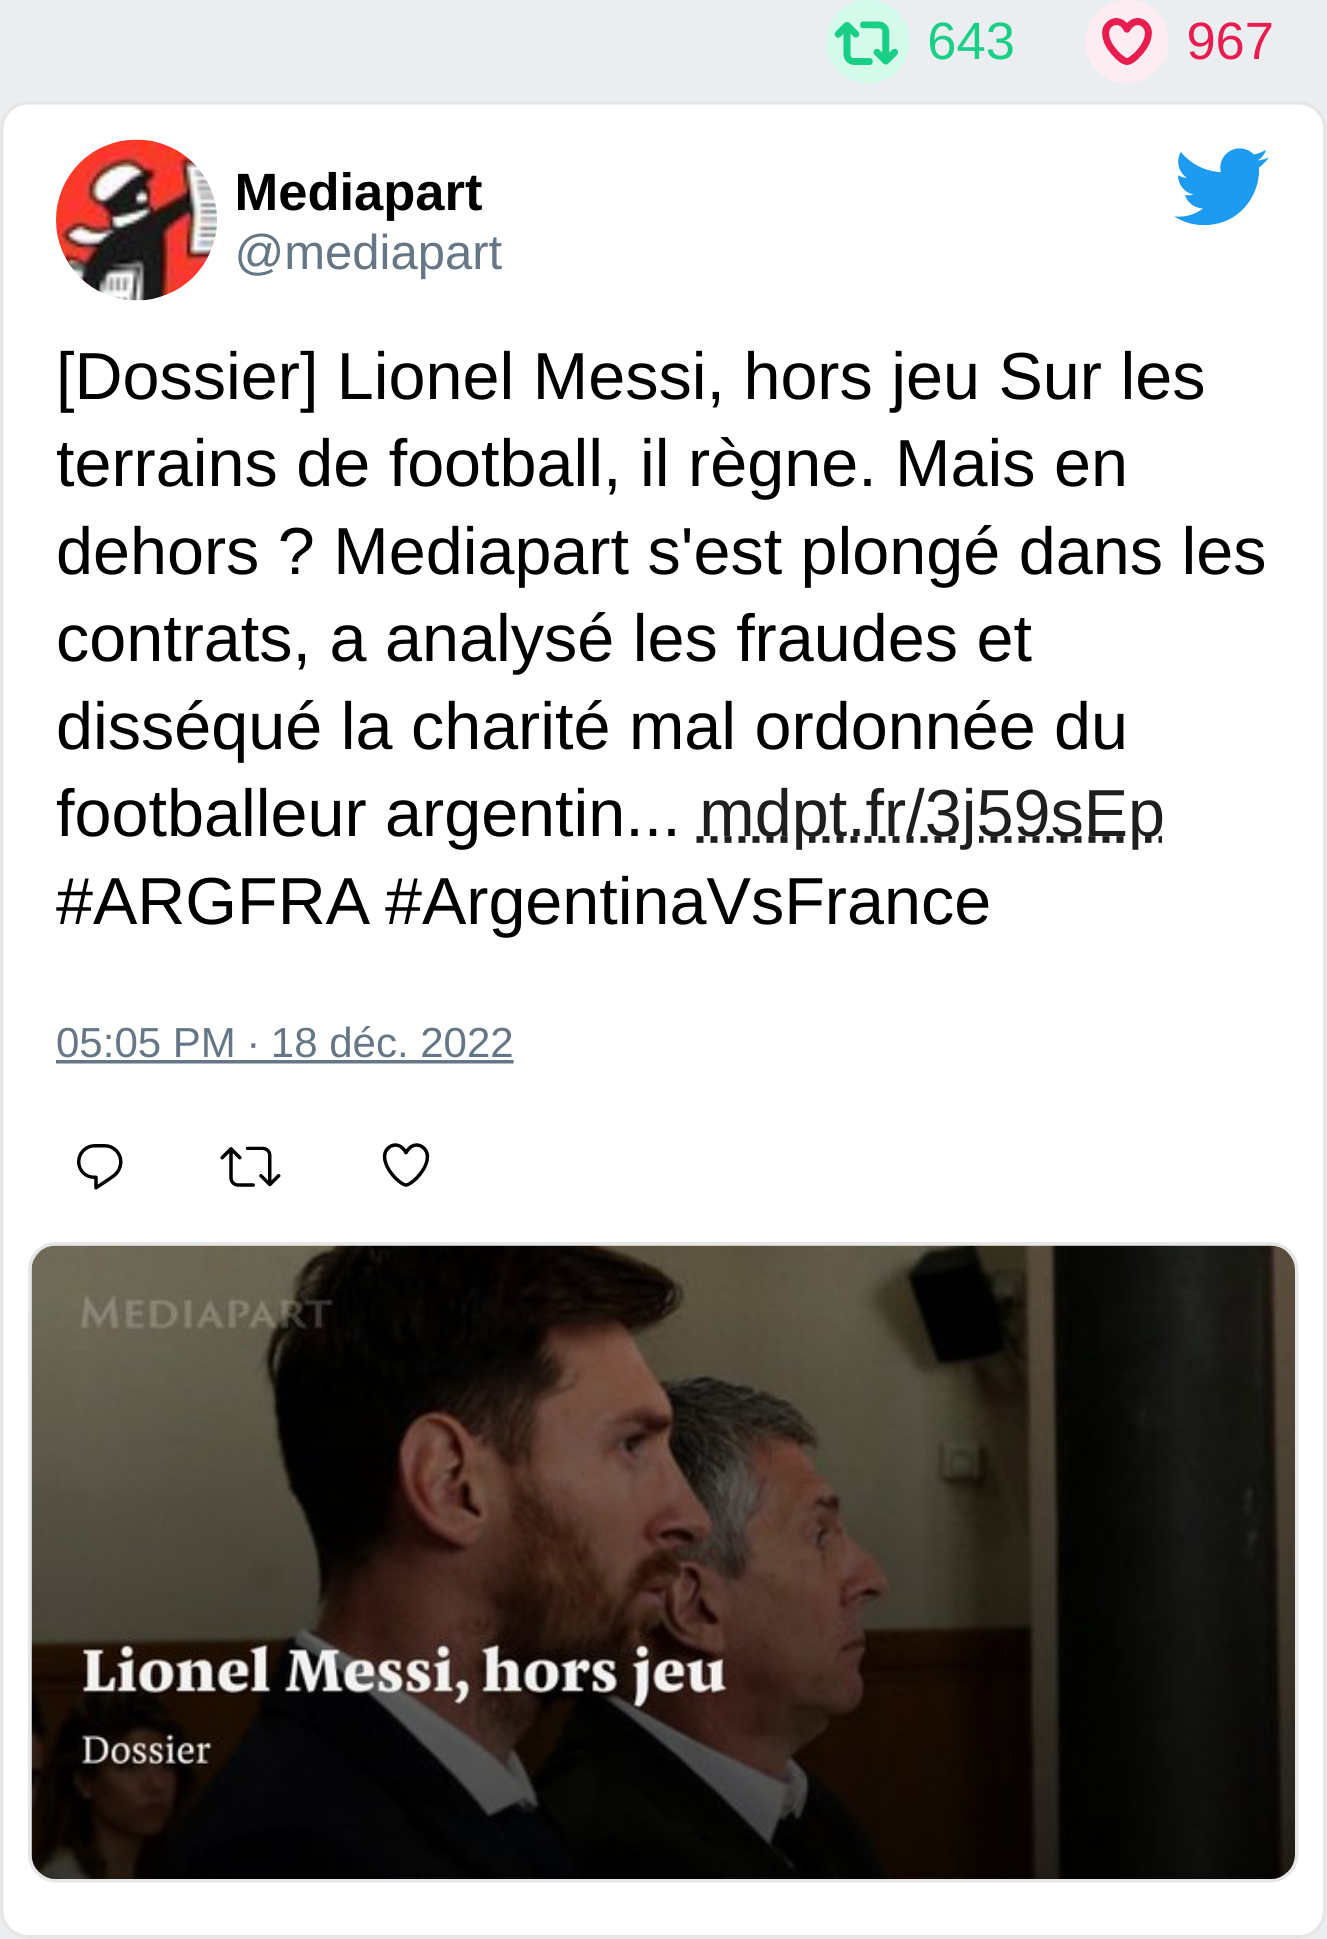 643 967
Mediapart
@mediapart
[Dossier] Lionel Messi, hors jeu Sur les
terrains de football, il règne. Mais en
dehors ? Mediapart s'est plongé dans les
contrats, a analysé les fraudes et
disséqué la charité mal ordonnée du
footballeur argentin... mdpt.fr/3j59sEp
#ARGFRA #ArgentinaVsFrance
05:05 PM · 18 déc. 2022
MEDIAPART
Lionel Messi, hors jeu
Dossier